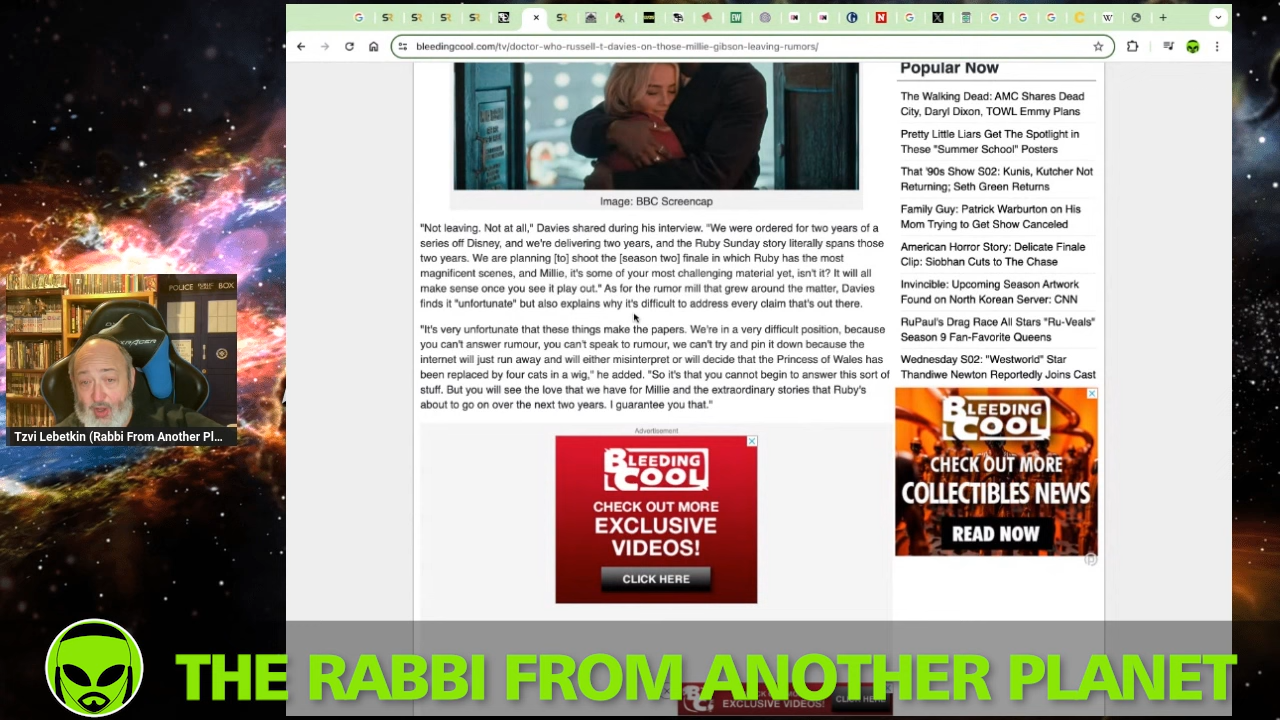 bleedingcool.com/tv/doctor-who-russell-t-davies-on-those-millie-gibson-leaving-rumors/
Image: BBC Screencap
"Not leaving. Not at all," Davies shared during his interview. "We were ordered for two years of a
series off Disney, and we're delivering two years, and the Ruby Sunday story literally spans those
two years. We are planning [to] shoot the [season two] finale in which Ruby has the most
magnificent scenes, and Millie, it's some of your most challenging material yet, isn't it? It will all
make sense once you see it play out." As for the rumor mill that grew around the matter, Davies
finds it "unfortunate" but also explains why it's difficult to address every claim that's out there.
"It's very unfortunate that these things make the papers. We're in a very difficult position, because
you can't answer rumour, you can't speak to rumour, we can't try and pin it down because the
internet will just run away and will either misinterpret or will decide that the Princess of Wales has
been replaced by four cats in a wig," he added. "So it's that you cannot begin to answer this sort of
stuff. But you will see the love that we have for Millie and the extraordinary stories that Ruby's
about to go on over the next two years. I guarantee you that."
Advertisement
BLEEDING
COOL
CHECK OUT MORE
EXCLUSIVE
VIDEOS!
CLICK HERE
Popular Now
The Walking Dead: AMC Shares Dead
City, Daryl Dixon, TOWL Emmy Plans
Pretty Little Liars Get The Spotlight in
These "Summer School" Posters
That '90s Show S02: Kunis, Kutcher Not
Returning; Seth Green Returns
Family Guy: Patrick Warburton on His
Mom Trying to Get Show Canceled
American Horror Story: Delicate Finale
Clip: Siobhan Cuts to The Chase
Invincible: Upcoming Season Artwork
Found on North Korean Server: CNN
RuPaul's Drag Race All Stars "Ru-Veals"
Season 9 Fan-Favorite Queens
Wednesday S02: "Westworld" Star
Thandiwe Newton Reportedly Joins Cast
BLEEDING
COOL
CHECK OUT MORE
COLLECTIBLES NEWS
READ NOW
POLICE BOX
Tzvi Lebetkin (Rabbi From Another Pl...
THE RABBI FROM ANOTHER PLANET
EXCLUSIVE VIDEOS!
CLICK HERE